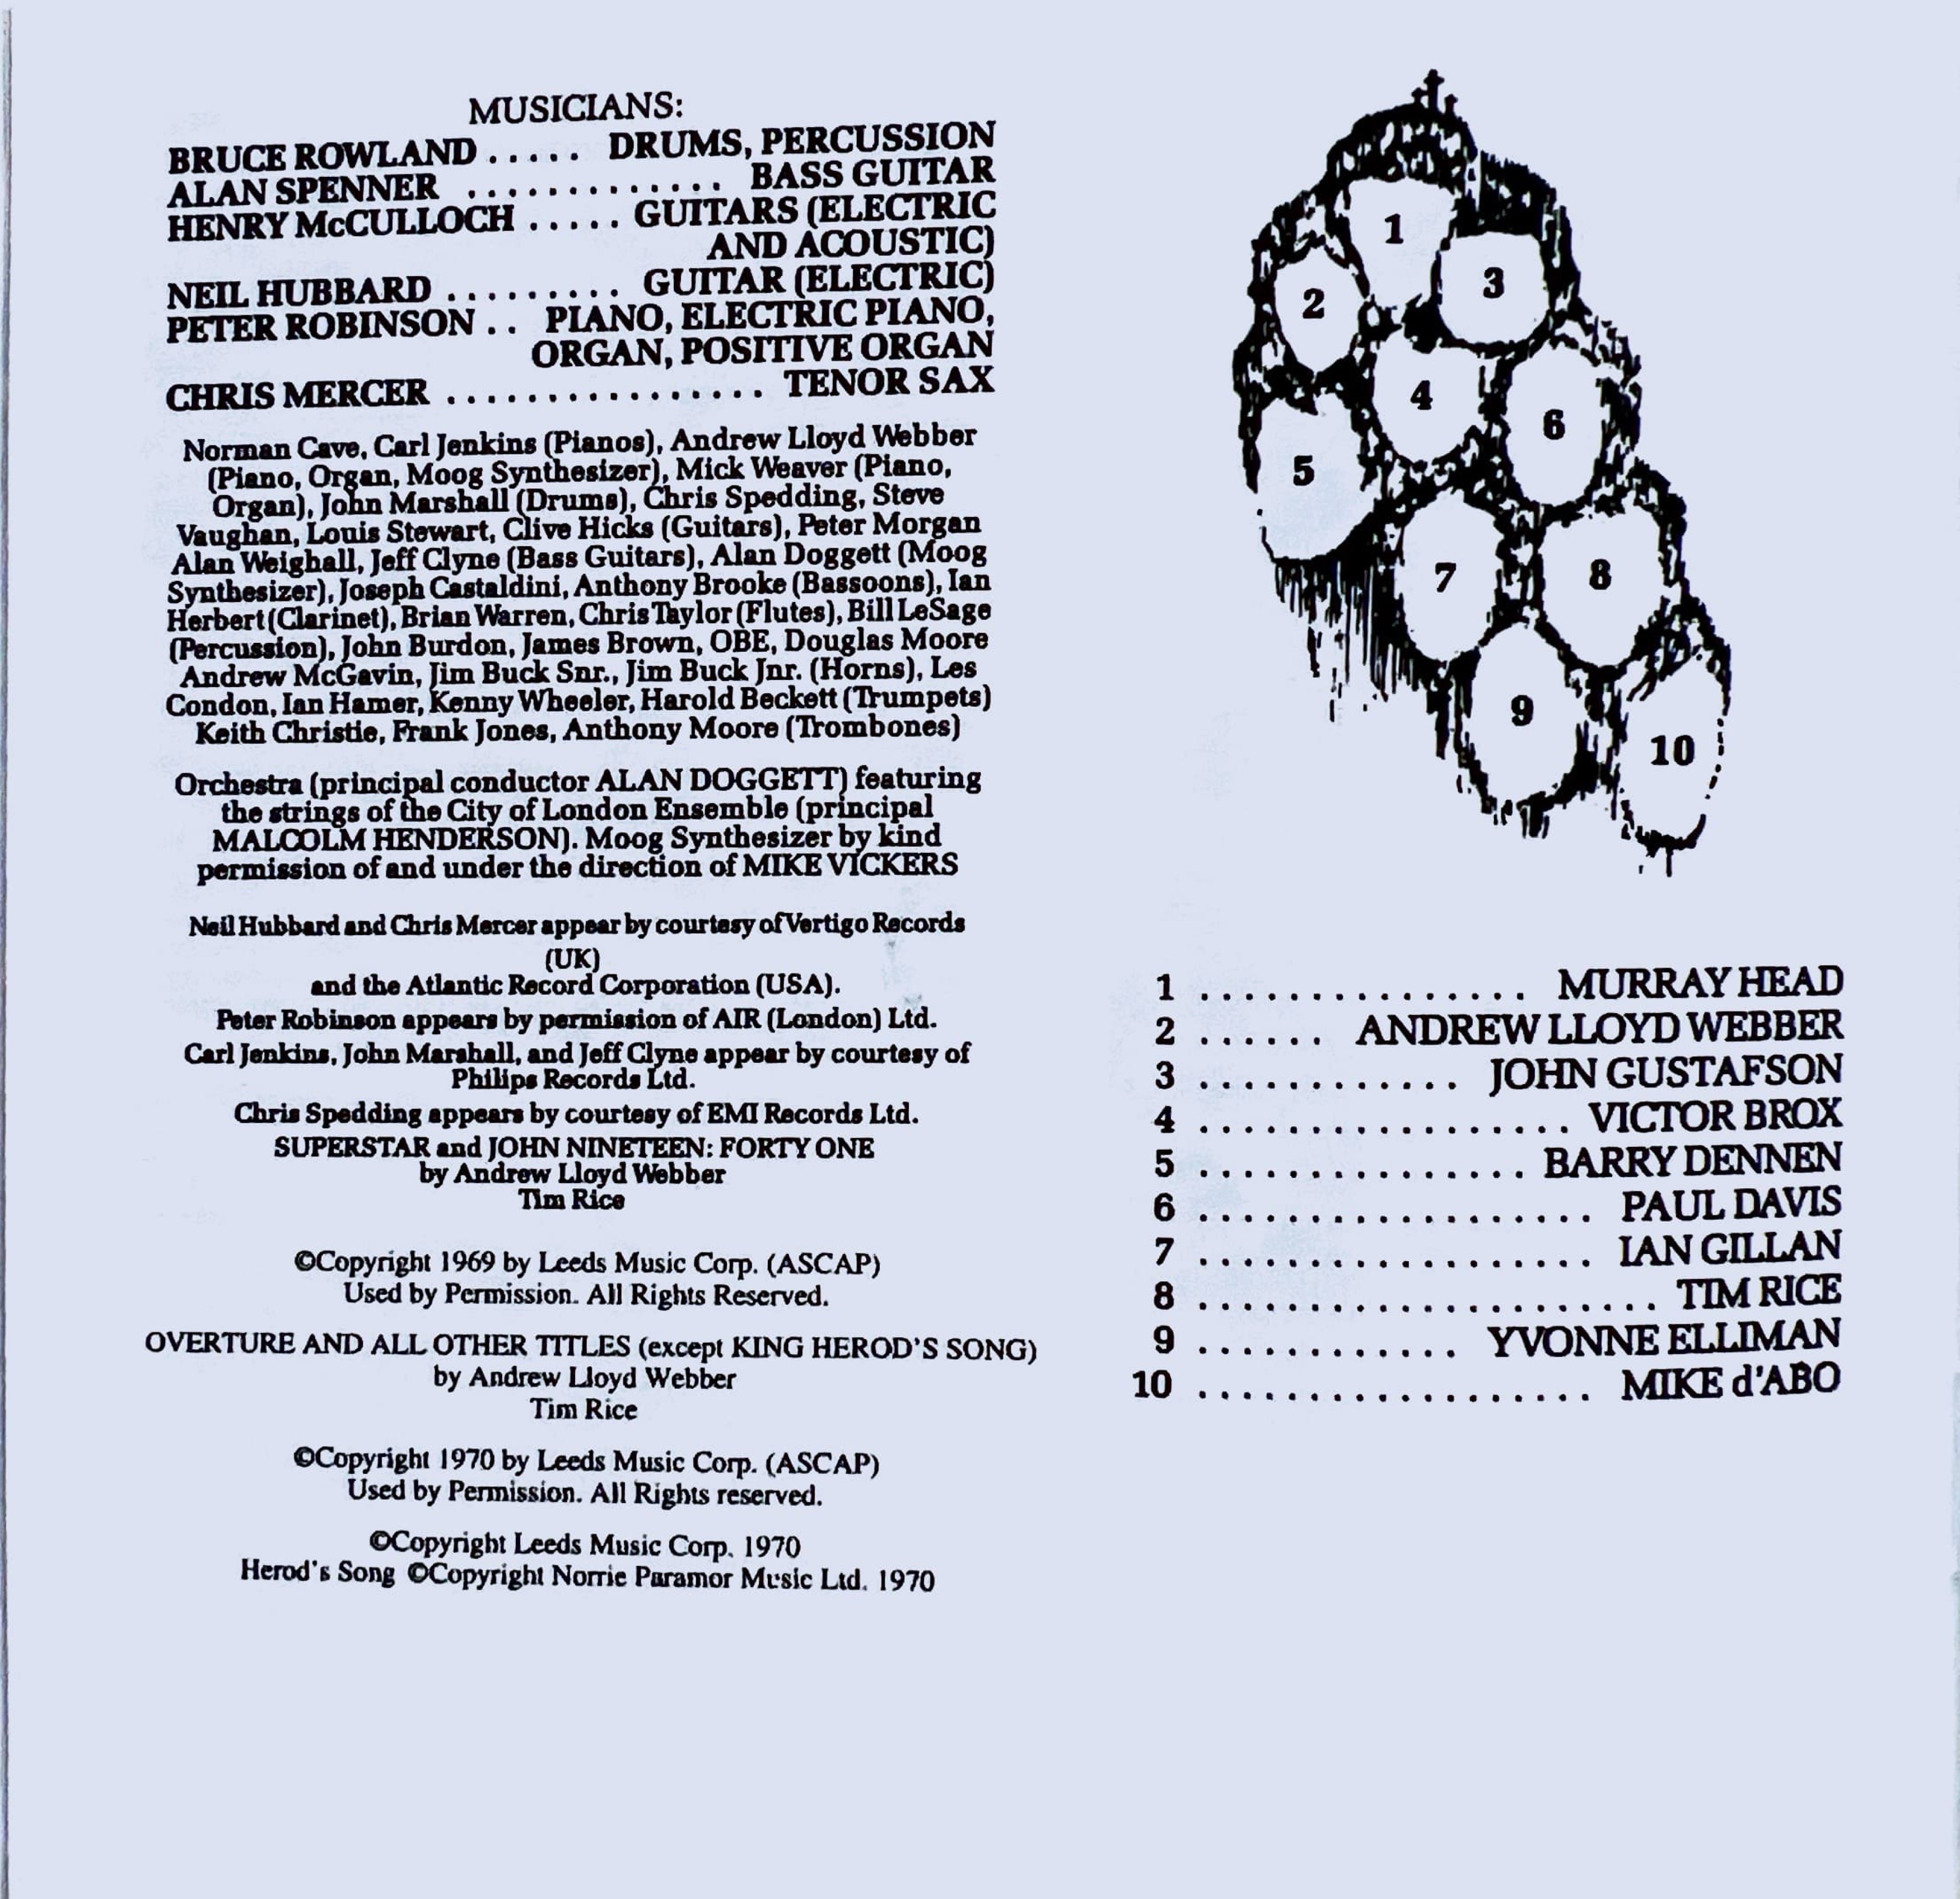 MUSICIANS:
BRUCE ROWLAND ..... DRUMS, PERCUSSION
ALAN SPENNER ............. BASS GUITAR
HENRY McCULLOCH ..... GUITARS (ELECTRIC
AND ACOUSTIC)
NEIL HUBBARD ......... GUITAR (ELECTRIC)
PETER ROBINSON .. PIANO, ELECTRIC PIANO,
ORGAN, POSITIVE ORGAN
CHRIS MERCER ................ TENOR SAX
Norman Cave, Carl Jenkins (Pianos), Andrew Lloyd Webber
(Piano, Organ, Moog Synthesizer), Mick Weaver (Piano,
Organ), John Marshall (Drums), Chris Spedding, Steve
Vaughan, Louis Stewart, Clive Hicks (Guitars), Peter Morgan
Alan Weighall, Jeff Clyne (Bass Guitars), Alan Doggett (Moog
Synthesizer), Joseph Castaldini, Anthony Brooke (Bassoons), Ian
Herbert (Clarinet), Brian Warren, Chris Taylor (Flutes), Bill LeSage
(Percussion), John Burdon, James Brown, OBE, Douglas Moore
Andrew McGavin, Jim Buck Snr., Jim Buck Jnr. (Horns), Les
Condon, Ian Hamer, Kenny Wheeler, Harold Beckett (Trumpets)
Keith Christie, Frank Jones, Anthony Moore (Trombones)
Orchestra (principal conductor ALAN DOGGETT) featuring
the strings of the City of London Ensemble (principal
MALCOLM HENDERSON). Moog Synthesizer by kind
permission of and under the direction of MIKE VICKERS
Neil Hubbard and Chris Mercer appear by courtesy of Vertigo Records
(UK)
and the Atlantic Record Corporation (USA).
Peter Robinson appears by permission of AIR (London) Ltd.
Carl Jenkins, John Marshall, and Jeff Clyne appear by courtesy of
Philips Records Ltd.
Chris Spedding appears by courtesy of EMI Records Ltd.
SUPERSTAR and JOHN NINETEEN: FORTY ONE
by Andrew Lloyd Webber
Tim Rice
©Copyright 1969 by Leeds Music Corp. (ASCAP)
Used by Permission. All Rights Reserved.
OVERTURE AND ALL OTHER TITLES (except KING HEROD'S SONG)
by Andrew Lloyd Webber
Tim Rice
©Copyright 1970 by Leeds Music Corp. (ASCAP)
Used by Permission. All Rights reserved.
©Copyright Leeds Music Corp. 1970
Herod's Song ©Copyright Norrie Paramor Music Ltd. 1970
1
2
3
4
5
6
7
8
9
10
1 ............... MURRAY HEAD
2 ...... ANDREW LLOYD WEBBER
3 ............ JOHN GUSTAFSON
4 ................. VICTOR BROX
5 ............... BARRY DENNEN
6 .................. PAUL DAVIS
7 .................. IAN GILLAN
8 ..................... TIM RICE
9 ............ YVONNE ELLIMAN
10 .................. MIKE d'ABO